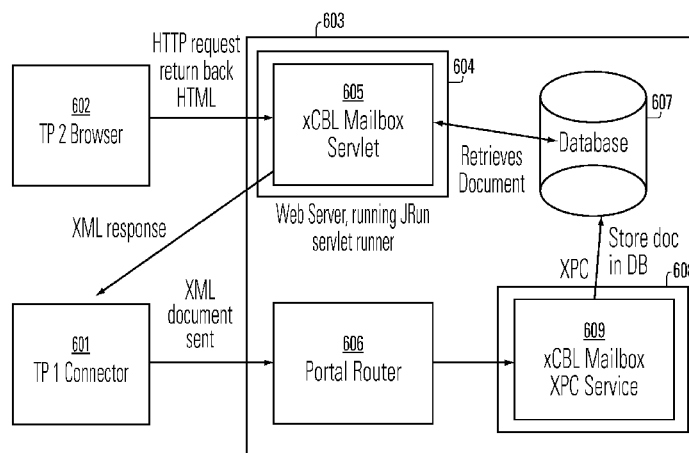 603
HTTP request
return back
HTML
604
602
TP 2 Browser
605
xCBL Mailbox
Servlet
607
Database
Retrieves
Document
Web Server, running JRun
servlet runner
XML response
XPC
Store doc
in DB
XML
document
sent
601
TP 1 Connector
606
Portal Router
609
xCBL Mailbox
XPC Service